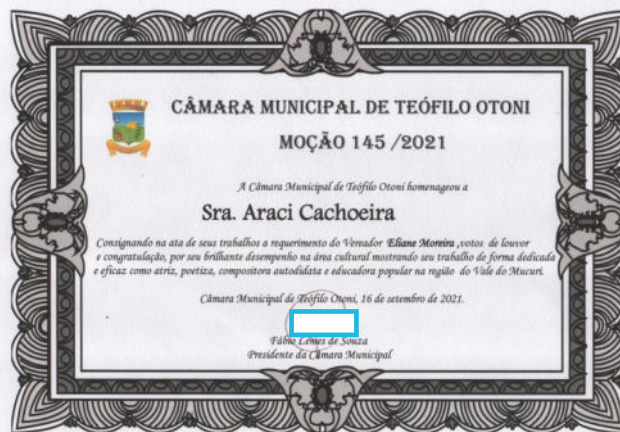 CÂMARA MUNICIPAL DE TEÓFILO OTONI
MOÇÃO 145 /2021
A Câmara Municipal de Teófilo Otoni homenageou a
Sra. Araci Cachoeira
Consignando na ata de seus trabalhos a requerimento do Vereador Eliane Moreira ,votos de louvor
e congratulação, por seu brilhante desempenho na área cultural mostrando seu trabalho de forma dedicada
e eficaz como atriz, poetiza, compositora autodidata e educadora popular na região do Vale do Mucuri.
Câmara Municipal de Teófilo Otoni, 16 de setembro de 2021.
Fábio Lemes de Souza
Presidente da Câmara Municipal